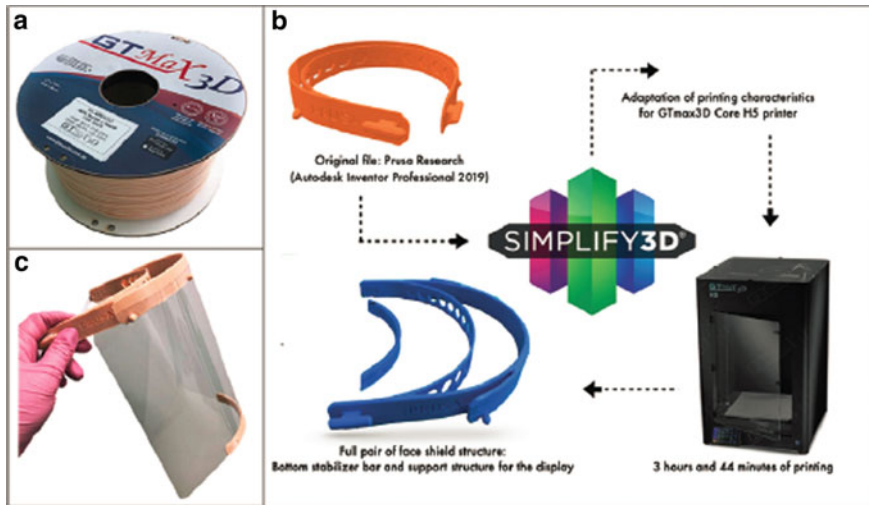 a
GTMaX3D
b
Original file: Prusa Research
(Autodesk Inventor Professional 2019)
Adaptation of printing characteristics
for GTmax3D Core H5 printer
SIMPLIFY3D®
c
Full pair of face shield structure:
Bottom stabilizer bar and support structure for the display
GTmax3D
H5
3 hours and 44 minutes of printing